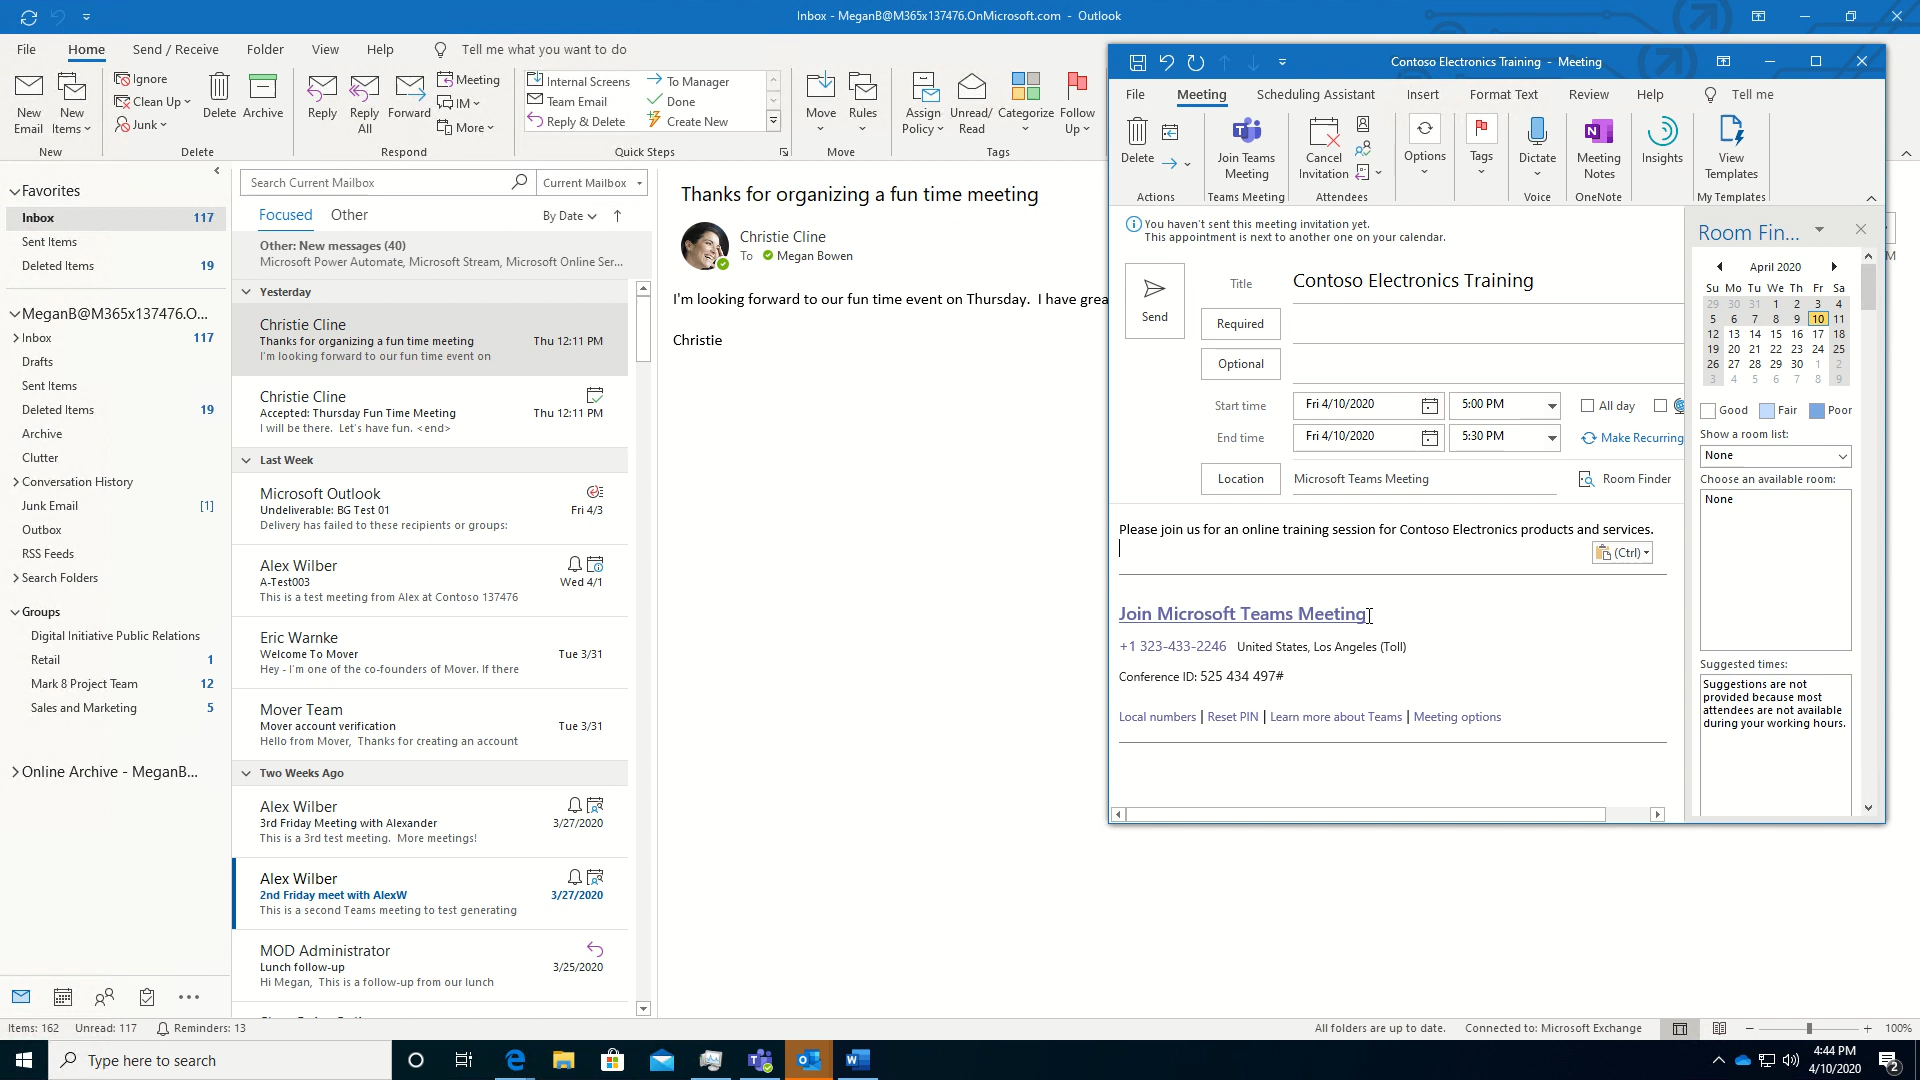 Inbox - MeganB@M365x137476.OnMicrosoft.com - Outlook
File Home Send / Receive Folder View Help Tell me what you want to do
New Email
New Items
New
Ignore
Clean Up
Junk
Delete
Archive
Delete
Reply
Reply All
Forward
Meeting
IM
More
Respond
Internal Screens
Team Email
Reply & Delete
To Manager
Done
Create New
Quick Steps
Move
Rules
Move
Assign Policy
Unread/ Read
Categorize
Follow Up
Tags
Favorites
Inbox 117
Sent Items
Deleted Items 19
MeganB@M365x137476.O...
Inbox 117
Drafts
Sent Items
Deleted Items 19
Archive
Clutter
Conversation History
Junk Email [1]
Outbox
RSS Feeds
Search Folders
Groups
Digital Initiative Public Relations
Retail 1
Mark 8 Project Team 12
Sales and Marketing 5
Online Archive - MeganB...
Search Current Mailbox Current Mailbox
Focused Other By Date
Other: New messages (40)
Microsoft Power Automate, Microsoft Stream, Microsoft Online Ser...
Yesterday
Christie Cline
Thanks for organizing a fun time meeting Thu 12:11 PM
I'm looking forward to our fun time event on
Christie Cline
Accepted: Thursday Fun Time Meeting Thu 12:11 PM
I will be there. Let's have fun. <end>
Last Week
Microsoft Outlook
Undeliverable: BG Test 01 Fri 4/3
Delivery has failed to these recipients or groups:
Alex Wilber
A-Test003 Wed 4/1
This is a test meeting from Alex at Contoso 137476
Eric Warnke
Welcome To Mover Tue 3/31
Hey - I'm one of the co-founders of Mover. If there
Mover Team
Mover account verification Tue 3/31
Hello from Mover, Thanks for creating an account
Two Weeks Ago
Alex Wilber
3rd Friday Meeting with Alexander 3/27/2020
This is a 3rd test meeting. More meetings!
Alex Wilber
2nd Friday meet with AlexW 3/27/2020
This is a second Teams meeting to test generating
MOD Administrator
Lunch follow-up 3/25/2020
Hi Megan, This is a follow-up from our lunch
Thanks for organizing a fun time meeting
Christie Cline
To Megan Bowen
I'm looking forward to our fun time event on Thursday. I have grea
Christie
Contoso Electronics Training - Meeting
File Meeting Scheduling Assistant Insert Format Text Review Help Tell me
Delete
Actions
Join Teams Meeting
Teams Meeting
Cancel Invitation
Attendees
Options
Tags
Dictate
Voice
Meeting Notes
OneNote
Insights
View Templates
My Templates
You haven't sent this meeting invitation yet.
This appointment is next to another one on your calendar.
Send
Title Contoso Electronics Training
Required
Optional
Start time Fri 4/10/2020 5:00 PM All day
End time Fri 4/10/2020 5:30 PM Make Recurring
Location Microsoft Teams Meeting Room Finder
Please join us for an online training session for Contoso Electronics products and services.
(Ctrl)
Join Microsoft Teams Meeting
+1 323-433-2246 United States, Los Angeles (Toll)
Conference ID: 525 434 497#
Local numbers | Reset PIN | Learn more about Teams | Meeting options
Room Fin...
April 2020
Su Mo Tu We Th Fr Sa
29 30 31 1 2 3 4
5 6 7 8 9 10 11
12 13 14 15 16 17 18
19 20 21 22 23 24 25
26 27 28 29 30 1 2
3 4 5 6 7 8 9
Good Fair Poor
Show a room list:
None
Choose an available room:
None
Suggested times:
Suggestions are not
provided because most
attendees are not available
during your working hours.
M
Items: 162 Unread: 117 Reminders: 13 All folders are up to date. Connected to: Microsoft Exchange 100%
Type here to search
4:44 PM
4/10/2020
2